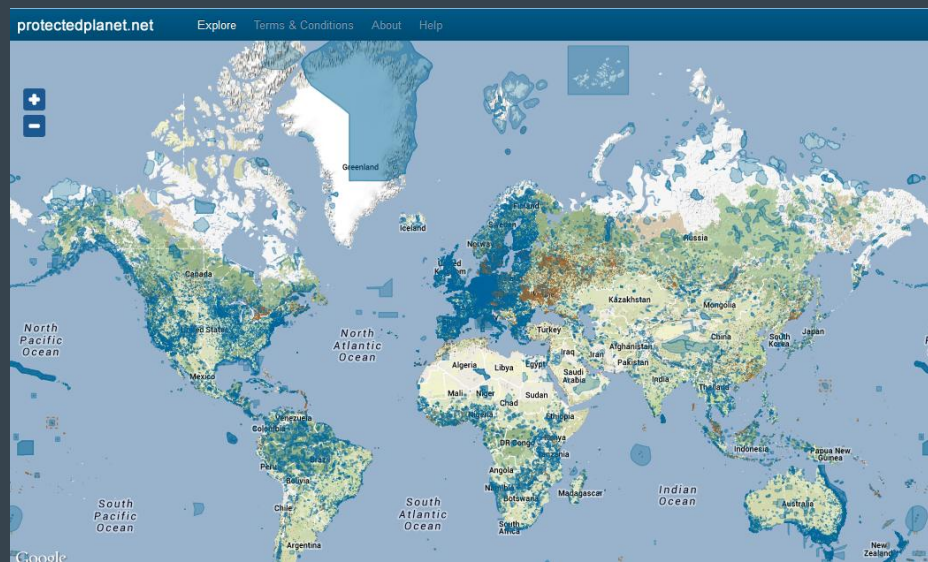 protectedplanet.net Explore Terms & Conditions About Help
+
-
Greenland
Iceland
Finland
Sweden
Norway
Russia
United Kingdom
Canada
Kazakhstan
Mongolia
North Pacific Ocean
United States
North Atlantic Ocean
Turkey
China
South Korea
Japan
Afghanistan
Iraq
Iran
Pakistan
Algeria
Libya
Egypt
Saudi Arabia
Mexico
India
Mali
Niger
Chad
Sudan
Thailand
Nigeria
Ethiopia
Venezuela
Colombia
Kenya
DR Congo
Tanzania
Indonesia
Papua New Guinea
Peru
Brazil
Angola
Bolivia
Namibia
Botswana
Madagascar
South Pacific Ocean
South Atlantic Ocean
Indian Ocean
Australia
Chile
South Africa
Argentina
New Zealand
Google